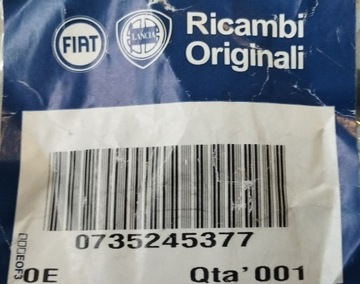 FIAT
LANCIA
Ricambi
Originali
0735245377
0E
Qta'001